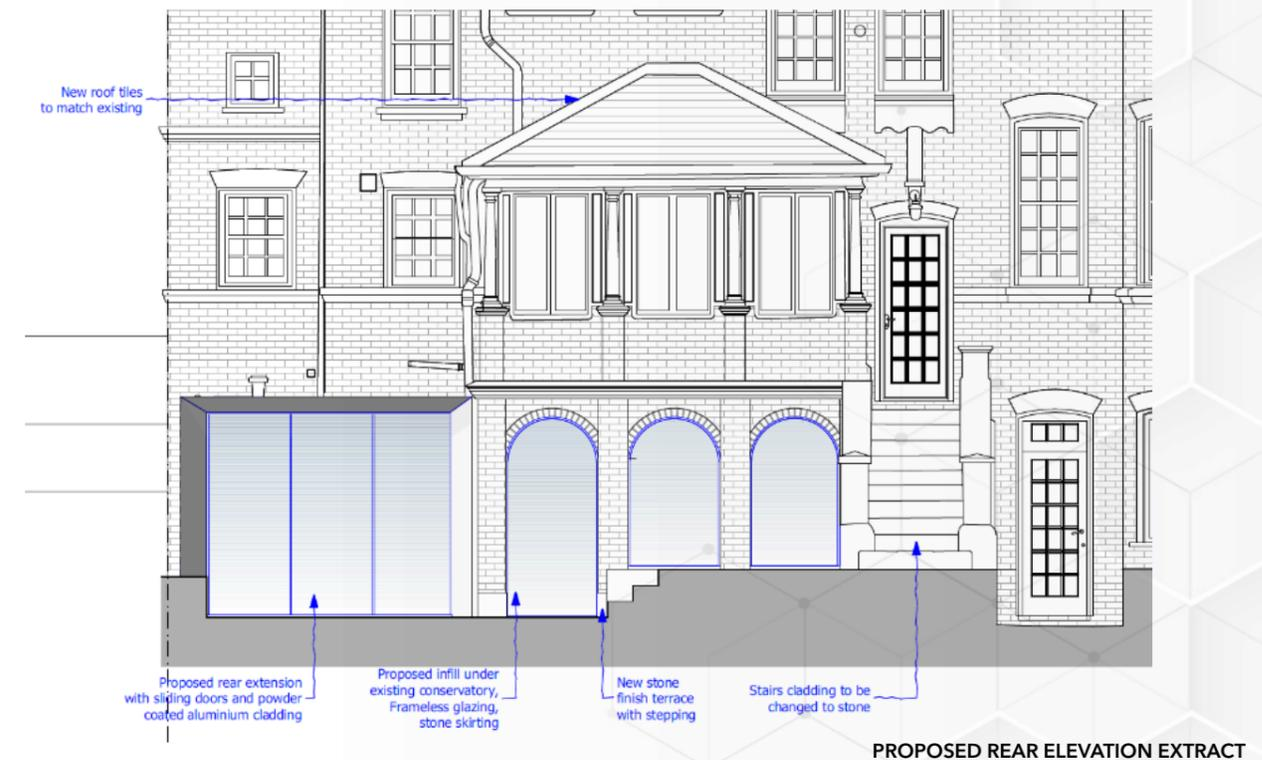 New roof tiles
to match existing
Proposed rear extension
with sliding doors and powder
coated aluminium cladding
Proposed infill under
existing conservatory,
Frameless glazing,
stone skirting
New stone
finish terrace
with stepping
Stairs cladding to be
changed to stone
PROPOSED REAR ELEVATION EXTRACT